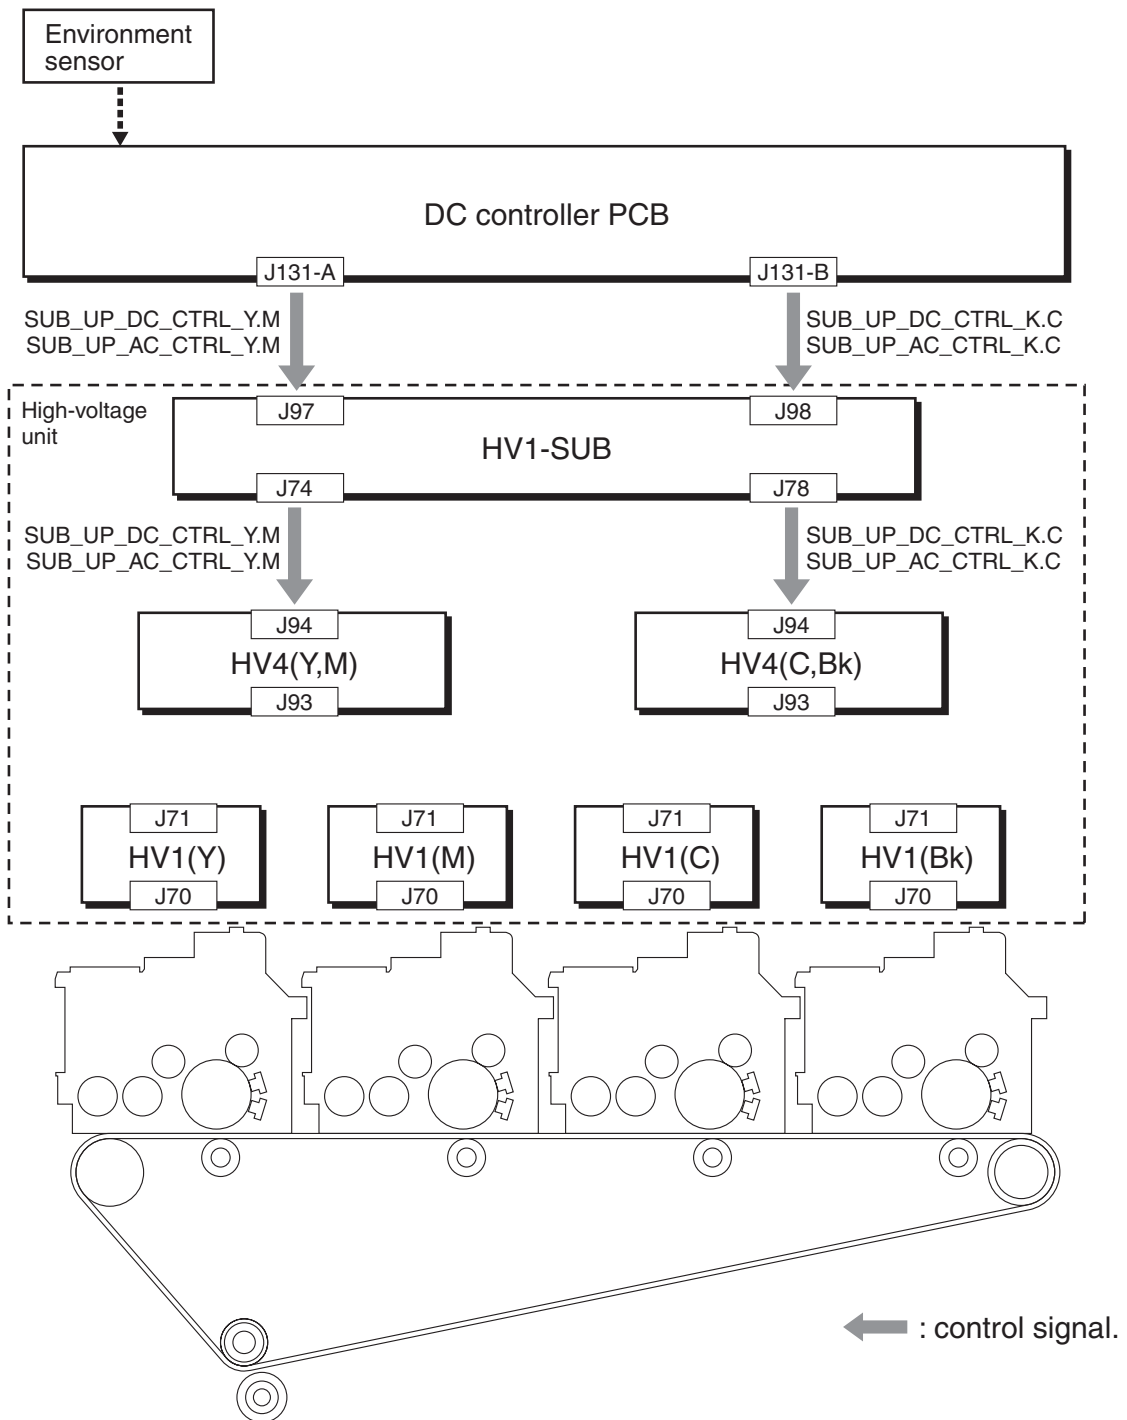 Environment
sensor
DC controller PCB
J131-A
J131-B
SUB_UP_DC_CTRL_Y.M
SUB_UP_AC_CTRL_Y.M
SUB_UP_DC_CTRL_K.C
SUB_UP_AC_CTRL_K.C
High-voltage
unit
J97
J98
HV1-SUB
J74
J78
SUB_UP_DC_CTRL_Y.M
SUB_UP_AC_CTRL_Y.M
SUB_UP_DC_CTRL_K.C
SUB_UP_AC_CTRL_K.C
J94
HV4(Y,M)
J93
J94
HV4(C,Bk)
J93
J71
HV1(Y)
J70
J71
HV1(M)
J70
J71
HV1(C)
J70
J71
HV1(Bk)
J70
: control signal.